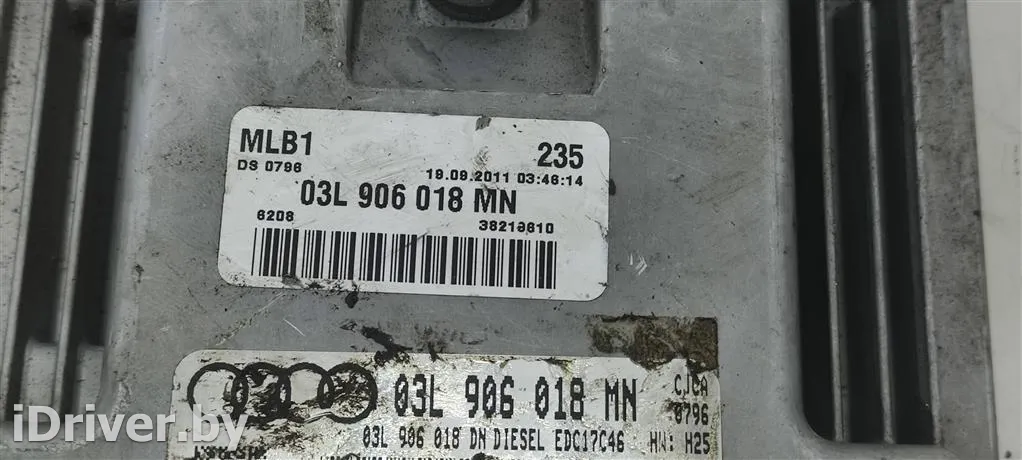 MLB1 235
DS 0796 19.09.2011 03:46:14
03L 906 018 MN
6208 38213610
03L 906 018 MN CJCA
03L 906 018 DN DIESEL EDC17C46 0796
HW: H25
iDriver.by